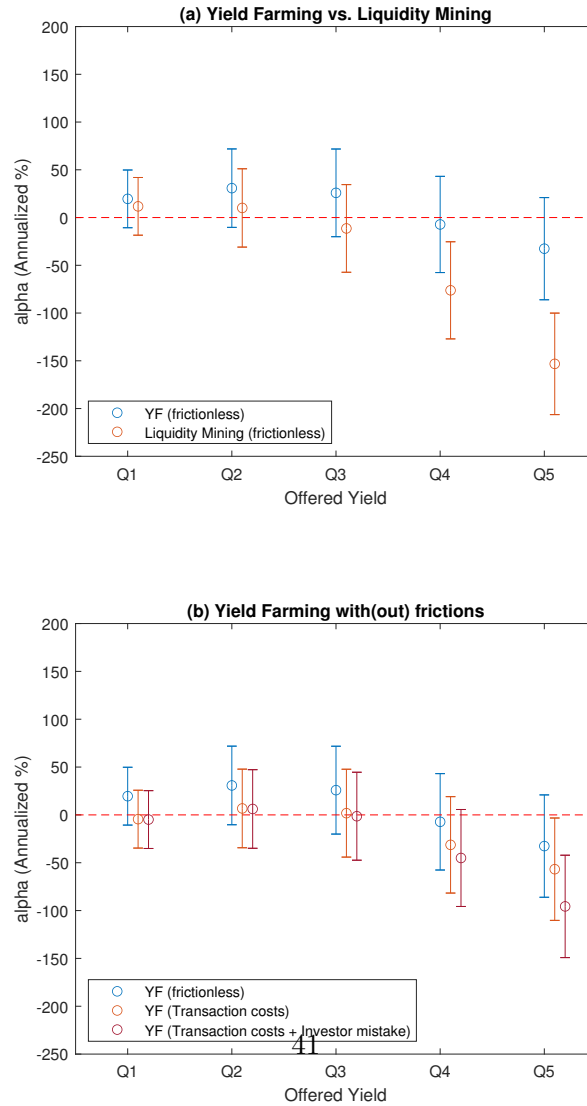 (a) Yield Farming vs. Liquidity Mining
200
150
100
50
0
-50
-100
-150
-200
-250
alpha (Annualized %)
YF (frictionless)
Liquidity Mining (frictionless)
Q1 Q2 Q3 Q4 Q5
Offered Yield
(b) Yield Farming with(out) frictions
200
150
100
50
0
-50
-100
-150
-200
-250
alpha (Annualized %)
YF (frictionless)
YF (Transaction costs)
YF (Transaction costs + Investor mistake)
41
Q1 Q2 Q3 Q4 Q5
Offered Yield